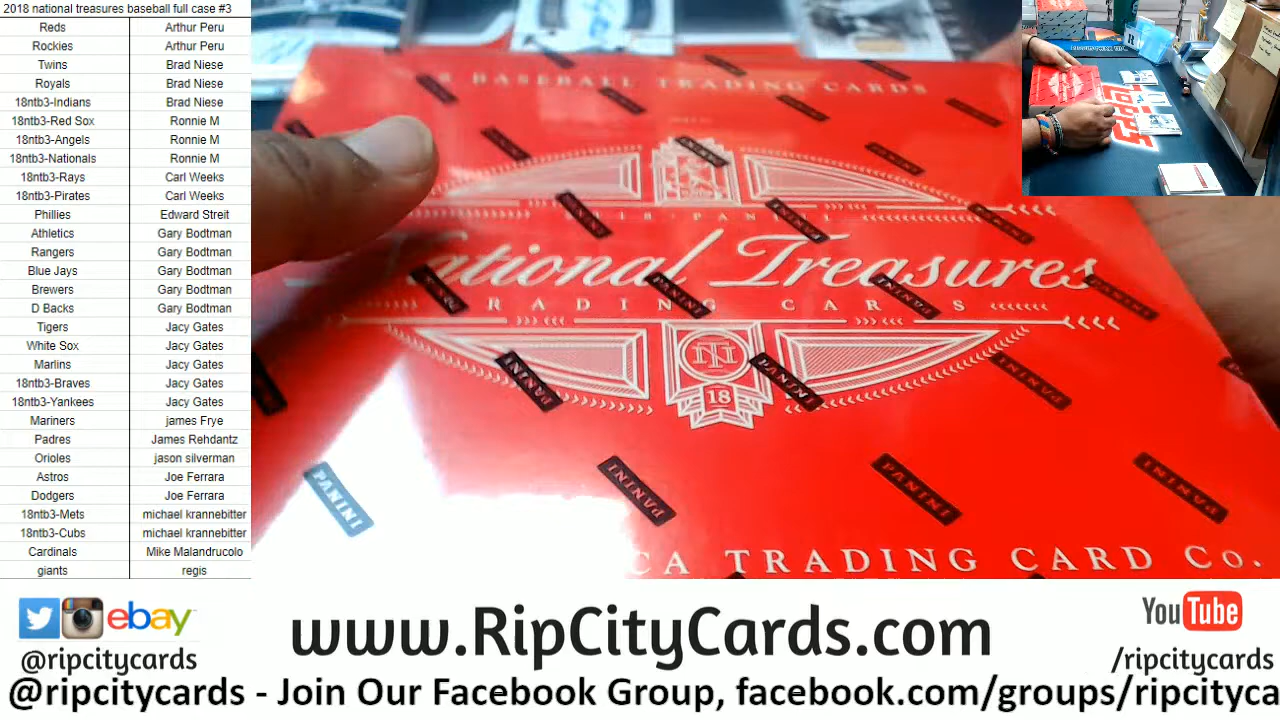 2018 national treasures baseball full case #3
Reds Arthur Peru
Rockies Arthur Peru
Twins Brad Niese
Royals Brad Niese
18ntb3-Indians Brad Niese
18ntb3-Red Sox Ronnie M
18ntb3-Angels Ronnie M
18ntb3-Nationals Ronnie M
18ntb3-Rays Carl Weeks
18ntb3-Pirates Carl Weeks
Phillies Edward Streit
Athletics Gary Bodtman
Rangers Gary Bodtman
Blue Jays Gary Bodtman
Brewers Gary Bodtman
D Backs Gary Bodtman
Tigers Jacy Gates
White Sox Jacy Gates
Marlins Jacy Gates
18ntb3-Braves Jacy Gates
18ntb3-Yankees Jacy Gates
Mariners james Frye
Padres James Rehdantz
Orioles jason silverman
Astros Joe Ferrara
Dodgers Joe Ferrara
18ntb3-Mets michael krannebitter
18ntb3-Cubs michael krannebitter
Cardinals Mike Malandrucolo
giants regis
BASEBALL TRADING CARDS
PANINI
National Treasures
TRADING CARDS
18
PANINI PANINI PANINI PANINI
TRADING CARD CO.
ebay
@ripcitycards
www.RipCityCards.com
YouTube
/ripcitycards
@ripcitycards - Join Our Facebook Group, facebook.com/groups/ripcityca